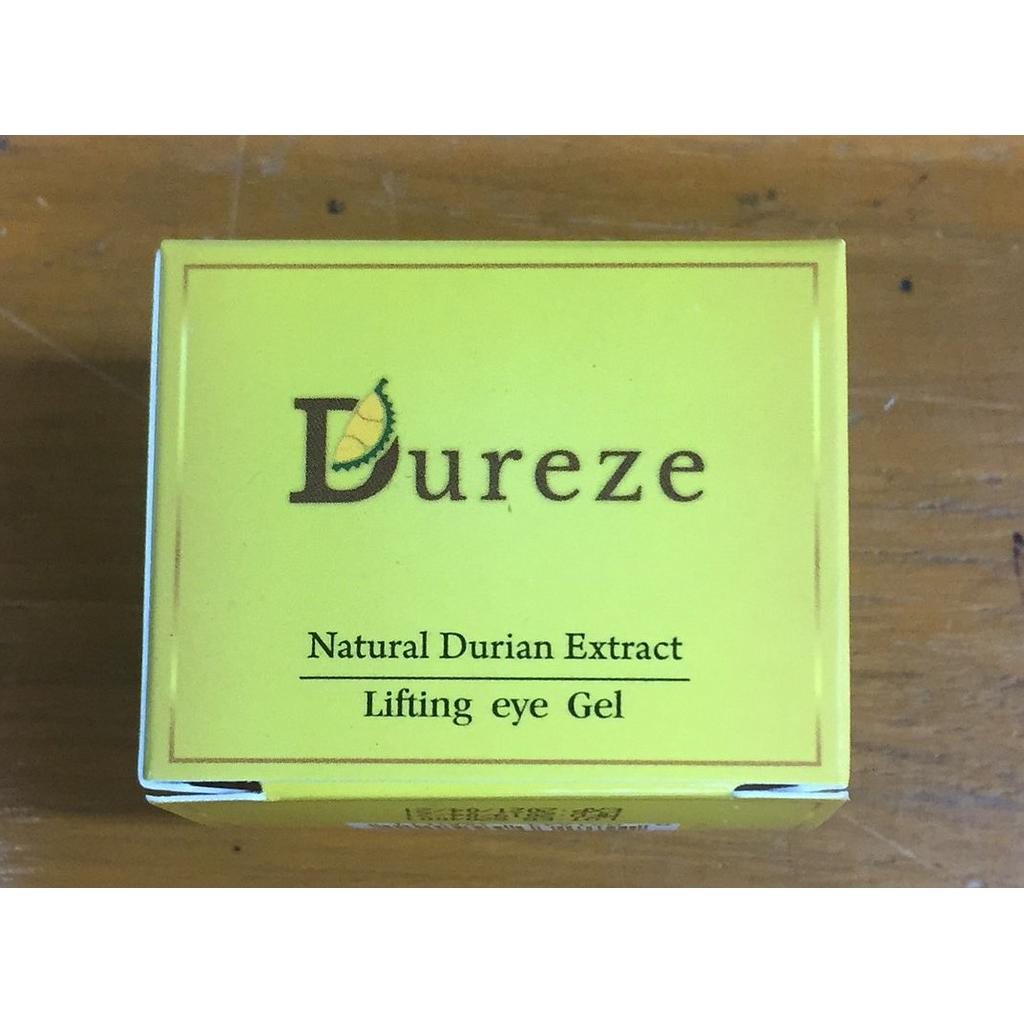 Dureze
Natural Durian Extract
Lifting eye Gel